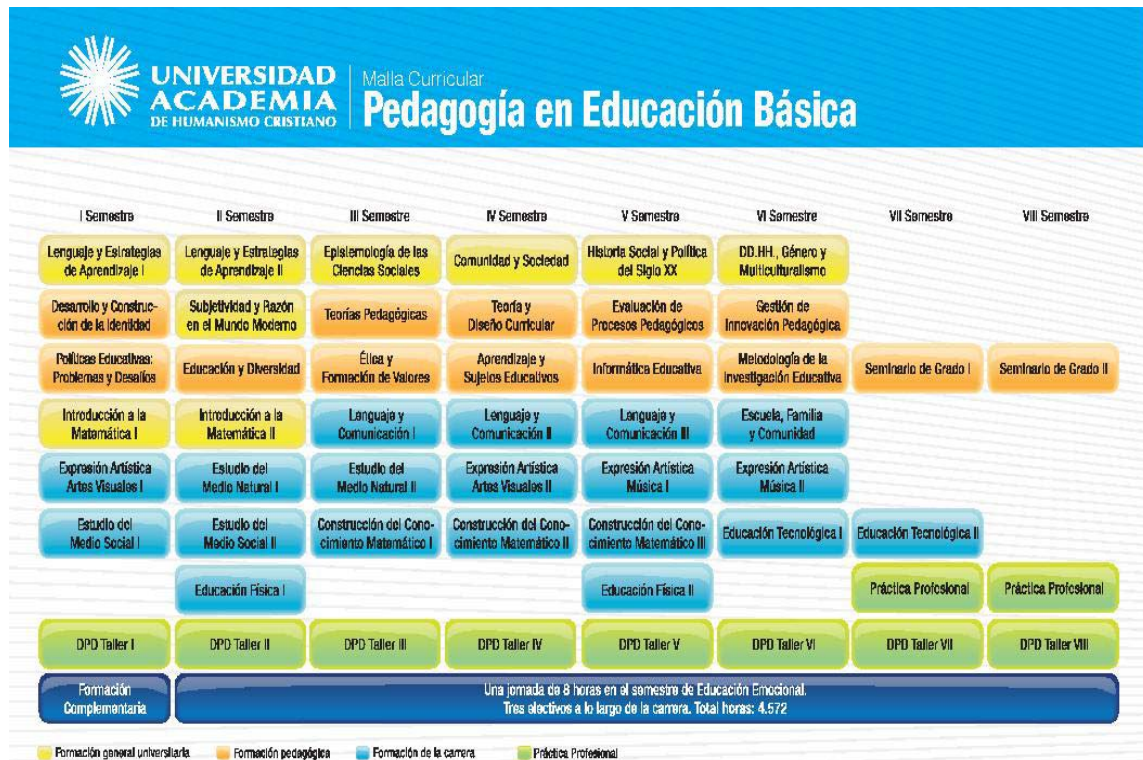 UNIVERSIDAD
ACADEMIA
DE HUMANISMO CRISTIANO
Malla Curricular
Pedagogía en Educación Básica
I Semestre
II Semestre
III Semestre
IV Semestre
V Semestre
VI Semestre
VII Semestre
VIII Semestre
Lenguaje y Estrategias
de Aprendizaje I
Lenguaje y Estrategias
de Aprendizaje II
Epistemología de las
Ciencias Sociales
Comunidad y Sociedad
Historia Social y Política
del Siglo XX
DD.HH., Género y
Multiculturalismo
Desarrollo y Construc-
ción de la Identidad
Subjetividad y Razón
en el Mundo Moderno
Teorías Pedagógicas
Teoría y
Diseño Curricular
Evaluación de
Procesos Pedagógicos
Gestión de
Innovación Pedagógica
Políticas Educativas:
Problemas y Desafíos
Educación y Diversidad
Ética y
Formación de Valores
Aprendizaje y
Sujetos Educativos
Informática Educativa
Metodología de la
Investigación Educativa
Seminario de Grado I
Seminario de Grado II
Introducción a la
Matemática I
Introducción a la
Matemática II
Lenguaje y
Comunicación I
Lenguaje y
Comunicación II
Lenguaje y
Comunicación III
Escuela, Familia
y Comunidad
Expresión Artística
Artes Visuales I
Estudio del
Medio Natural I
Estudio del
Medio Natural II
Expresión Artística
Artes Visuales II
Expresión Artística
Música I
Expresión Artística
Música II
Estudio del
Medio Social I
Estudio del
Medio Social II
Construcción del Cono-
cimiento Matemático I
Construcción del Cono-
cimiento Matemático II
Construcción del Cono-
cimiento Matemático III
Educación Tecnológica I
Educación Tecnológica II
Educación Física I
Educación Física II
Práctica Profesional
Práctica Profesional
DPD Taller I
DPD Taller II
DPD Taller III
DPD Taller IV
DPD Taller V
DPD Taller VI
DPD Taller VII
DPD Taller VIII
Formación
Complementaria
Una jornada de 8 horas en el semestre de Educación Emocional.
Tres electivos a lo largo de la carrera. Total horas: 4.572
Formación general universitaria
Formación pedagógica
Formación de la carrera
Práctica Profesional